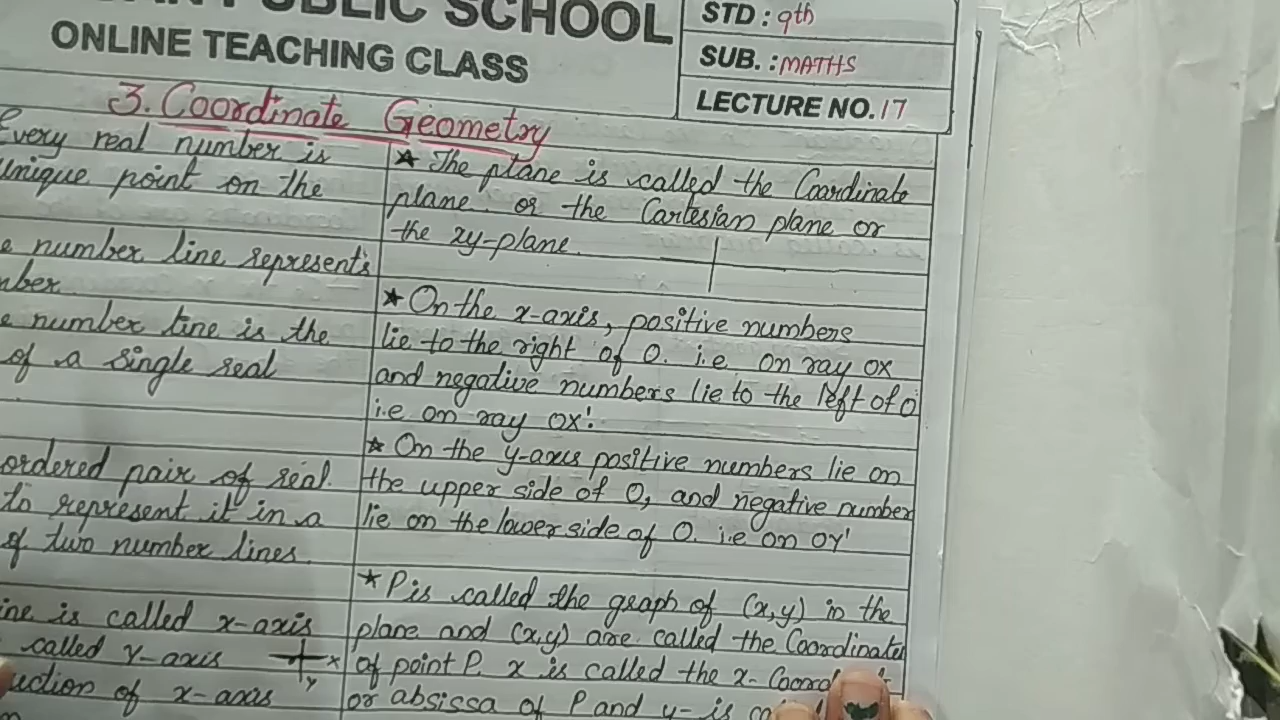 PUBLIC SCHOOL
ONLINE TEACHING CLASS
STD : 9th
SUB. : MATHS
LECTURE NO. 17
3. Coordinate Geometry
Every real number is
unique point on the
number line represents
number line is the
of a single real
ordered pair of real.
to represent it in a
of two number lines.
is called x-axis
called Y-axis
x
y
of x-axis
★ The plane is called the Coordinate
plane. or the Cartesian plane or
the xy-plane.
★ On the x-axis, positive numbers
lie to the right of O. i.e. on ray OX
and negative numbers lie to the left of O
i.e on ray OX'.
★ On the y-axis positive numbers lie on
the upper side of O, and negative number
lie on the lower side of O. i.e on OY'
★ P is called the graph of (x,y) in the
plane and (x,y) are called the Coordinates
of point P. x is called the x-
or absissa of P and y- is